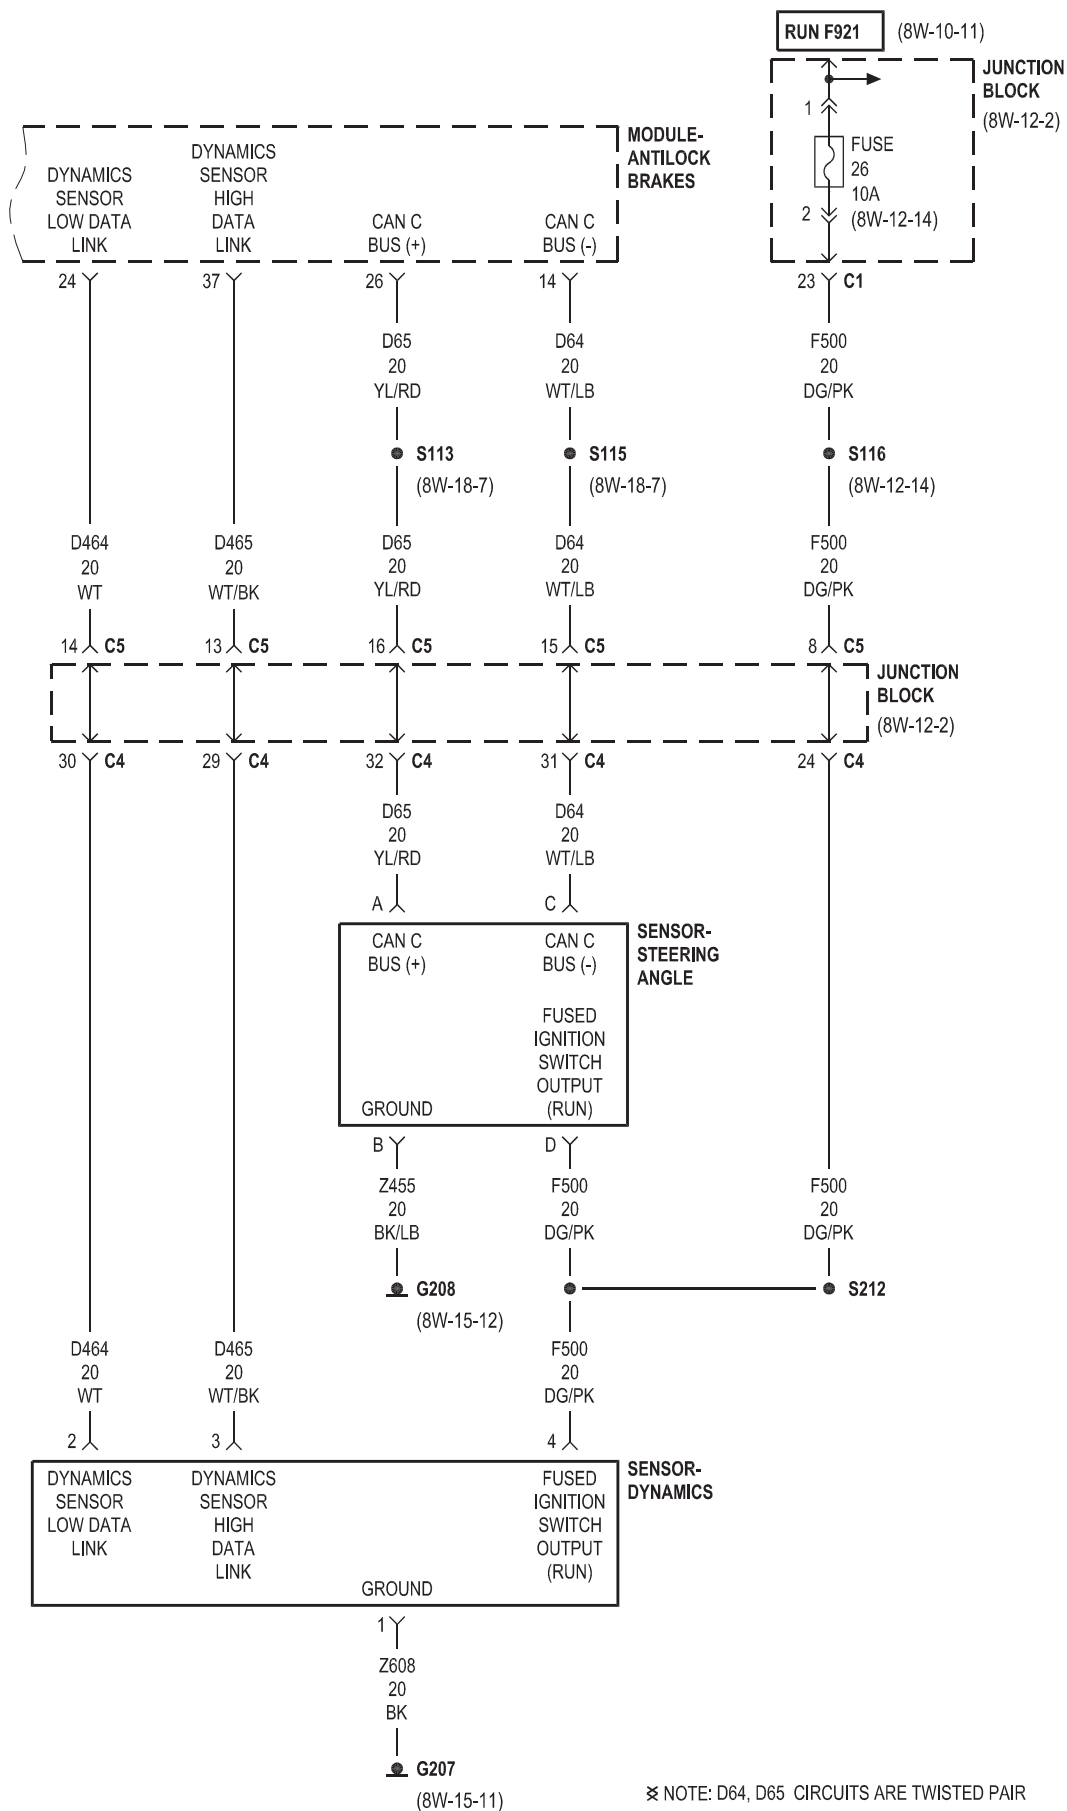 RUN F921 (8W-10-11)
JUNCTION
BLOCK
(8W-12-2)
1
FUSE
26
10A
(8W-12-14)
2
MODULE-
ANTILOCK
BRAKES
DYNAMICS
SENSOR
LOW DATA
LINK
DYNAMICS
SENSOR
HIGH
DATA
LINK
CAN C
BUS (+)
CAN C
BUS (-)
24 37 26 14 23 C1
D65 D64 F500
20 20 20
YL/RD WT/LB DG/PK
S113 S115 S116
(8W-18-7) (8W-18-7) (8W-12-14)
D464 D465 D65 D64 F500
20 20 20 20 20
WT WT/BK YL/RD WT/LB DG/PK
14 C5 13 C5 16 C5 15 C5 8 C5
JUNCTION
BLOCK
(8W-12-2)
30 C4 29 C4 32 C4 31 C4 24 C4
D65 D64
20 20
YL/RD WT/LB
A C
SENSOR-
STEERING
ANGLE
CAN C
BUS (+)
CAN C
BUS (-)
FUSED
IGNITION
SWITCH
OUTPUT
(RUN)
GROUND
B D
Z455 F500 F500
20 20 20
BK/LB DG/PK DG/PK
G208 S212
(8W-15-12)
D464 D465 F500
20 20 20
WT WT/BK DG/PK
2 3 4
SENSOR-
DYNAMICS
DYNAMICS
SENSOR
LOW DATA
LINK
DYNAMICS
SENSOR
HIGH
DATA
LINK
FUSED
IGNITION
SWITCH
OUTPUT
(RUN)
GROUND
1
Z608
20
BK
G207
(8W-15-11)
NOTE: D64, D65 CIRCUITS ARE TWISTED PAIR